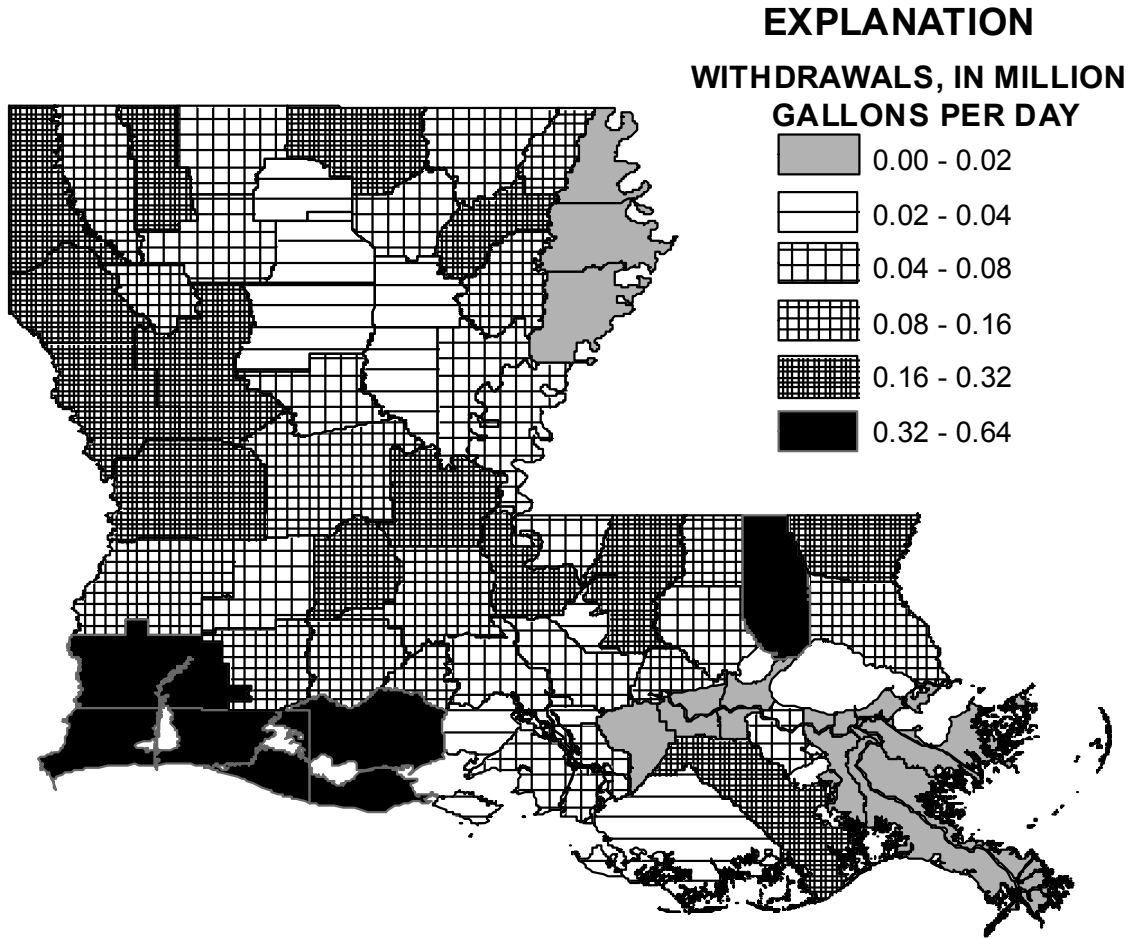 EXPLANATION
WITHDRAWALS, IN MILLION
GALLONS PER DAY
0.00 - 0.02
0.02 - 0.04
0.04 - 0.08
0.08 - 0.16
0.16 - 0.32
0.32 - 0.64